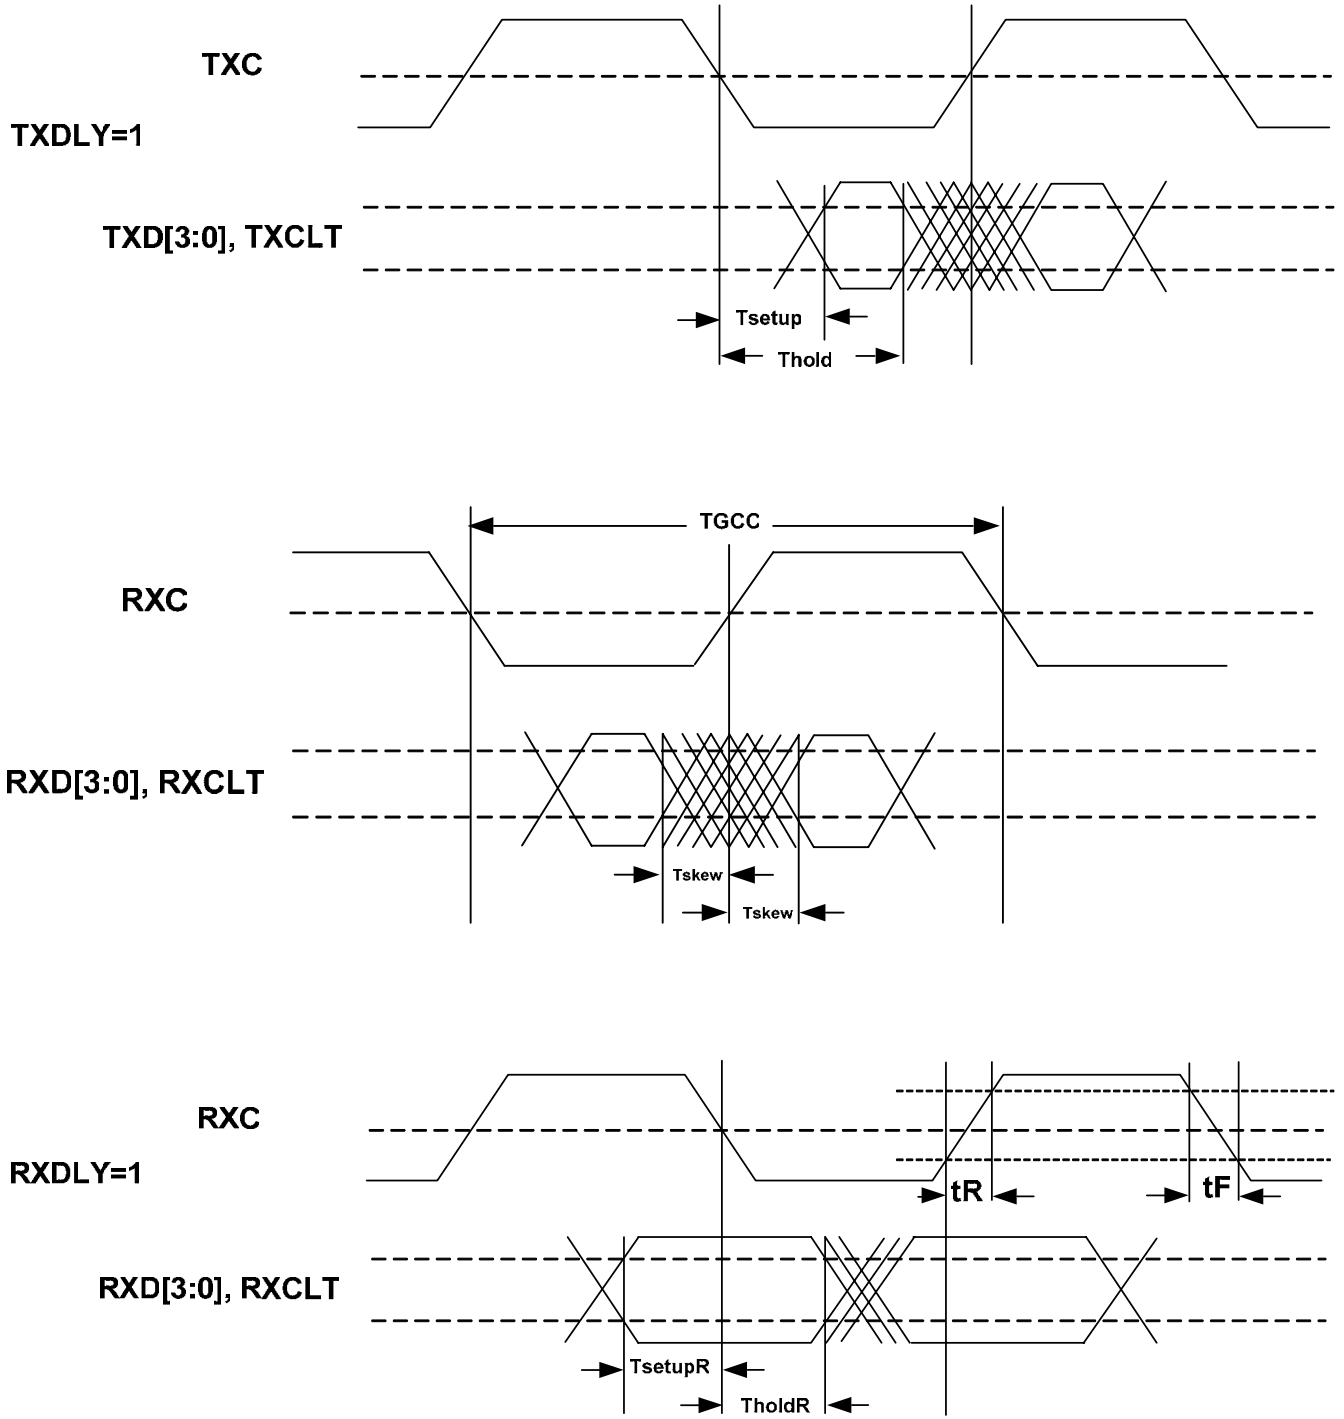 TXC
TXDLY=1
TXD[3:0], TXCLT
Tsetup
Thold
TGCC
RXC
RXD[3:0], RXCLT
Tskew
Tskew
RXC
RXDLY=1
tR
tF
RXD[3:0], RXCLT
TsetupR
TholdR